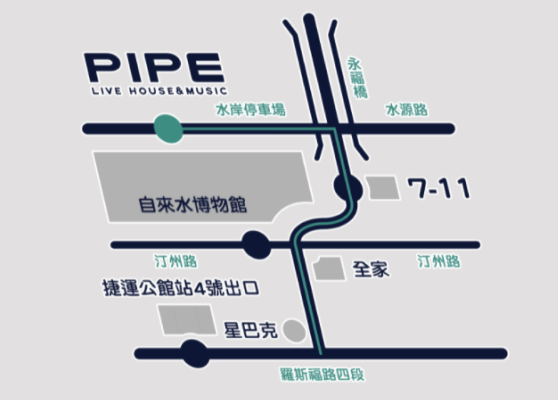 PIPE
LIVE HOUSE&MUSIC
永福橋
水岸停車場
水源路
7-11
自來水博物館
汀州路
全家
汀州路
捷運公館站4號出口
星巴克
羅斯福路四段